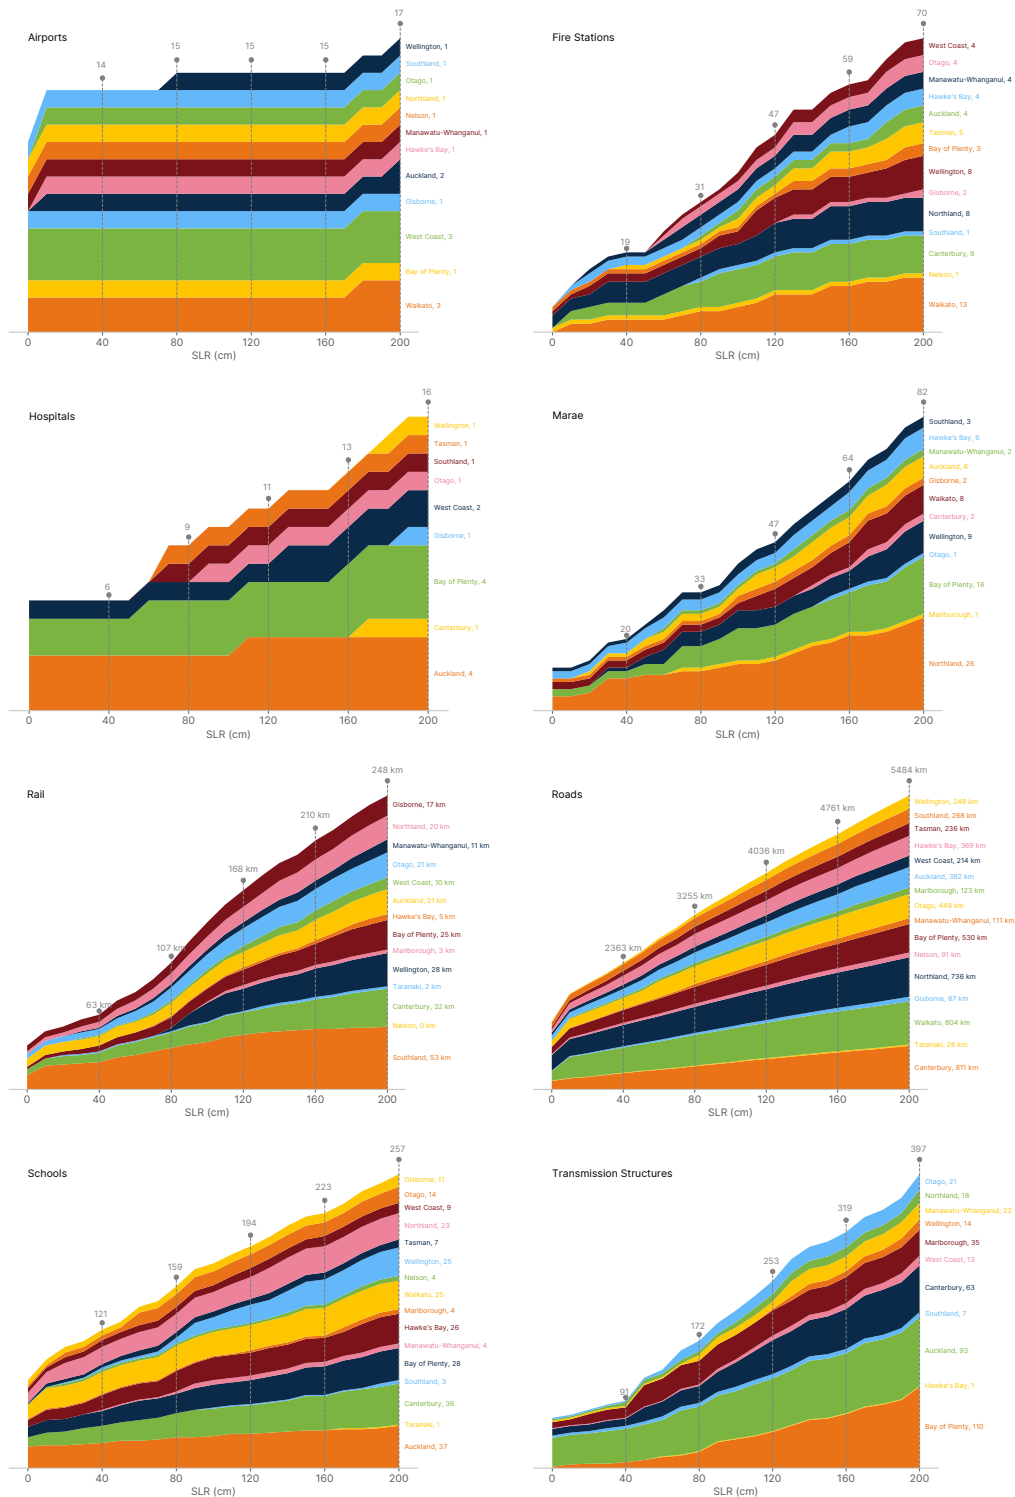 Airports
14
15
15
15
17
Wellington, 1
Southland, 1
Otago, 1
Northland, 1
Nelson, 1
Manawatu-Whanganui, 1
Hawke's Bay, 1
Auckland, 2
Gisborne, 1
West Coast, 3
Bay of Plenty, 1
Waikato, 3
0
40
80
120
160
200
SLR (cm)
Fire Stations
19
31
47
59
70
West Coast, 4
Otago, 4
Manawatu-Whanganui, 4
Hawke's Bay, 4
Auckland, 4
Tasman, 5
Bay of Plenty, 3
Wellington, 8
Gisborne, 2
Northland, 8
Southland, 1
Canterbury, 9
Nelson, 1
Waikato, 13
0
40
80
120
160
200
SLR (cm)
Hospitals
6
9
11
13
16
Wellington, 1
Tasman, 1
Southland, 1
Otago, 1
West Coast, 2
Gisborne, 1
Bay of Plenty, 4
Canterbury, 1
Auckland, 4
0
40
80
120
160
200
SLR (cm)
Marae
20
33
47
64
82
Southland, 3
Hawke's Bay, 6
Manawatu-Whanganui, 2
Auckland, 6
Gisborne, 2
Waikato, 8
Canterbury, 2
Wellington, 9
Otago, 1
Bay of Plenty, 16
Marlborough, 1
Northland, 26
0
40
80
120
160
200
SLR (cm)
Rail
63 km
107 km
168 km
210 km
248 km
Gisborne, 17 km
Northland, 20 km
Manawatu-Whanganui, 11 km
Otago, 21 km
West Coast, 10 km
Auckland, 21 km
Hawke's Bay, 5 km
Bay of Plenty, 25 km
Marlborough, 3 km
Wellington, 28 km
Taranaki, 2 km
Canterbury, 32 km
Nelson, 0 km
Southland, 53 km
0
40
80
120
160
200
SLR (cm)
Roads
2363 km
3255 km
4036 km
4761 km
5484 km
Wellington, 246 km
Southland, 268 km
Tasman, 236 km
Hawke's Bay, 369 km
West Coast, 214 km
Auckland, 382 km
Marlborough, 123 km
Otago, 448 km
Manawatu-Whanganui, 111 km
Bay of Plenty, 530 km
Nelson, 91 km
Northland, 736 km
Gisborne, 87 km
Waikato, 804 km
Taranaki, 26 km
Canterbury, 811 km
0
40
80
120
160
200
SLR (cm)
Schools
121
159
194
223
257
Gisborne, 11
Otago, 14
West Coast, 9
Northland, 23
Tasman, 7
Wellington, 25
Nelson, 4
Waikato, 25
Marlborough, 4
Hawke's Bay, 26
Manawatu-Whanganui, 4
Bay of Plenty, 28
Southland, 3
Canterbury, 36
Taranaki, 1
Auckland, 37
0
40
80
120
160
200
SLR (cm)
Transmission Structures
91
172
253
319
397
Otago, 21
Northland, 18
Manawatu-Whanganui, 22
Wellington, 14
Marlborough, 35
West Coast, 13
Canterbury, 63
Southland, 7
Auckland, 93
Hawke's Bay, 1
Bay of Plenty, 110
0
40
80
120
160
200
SLR (cm)